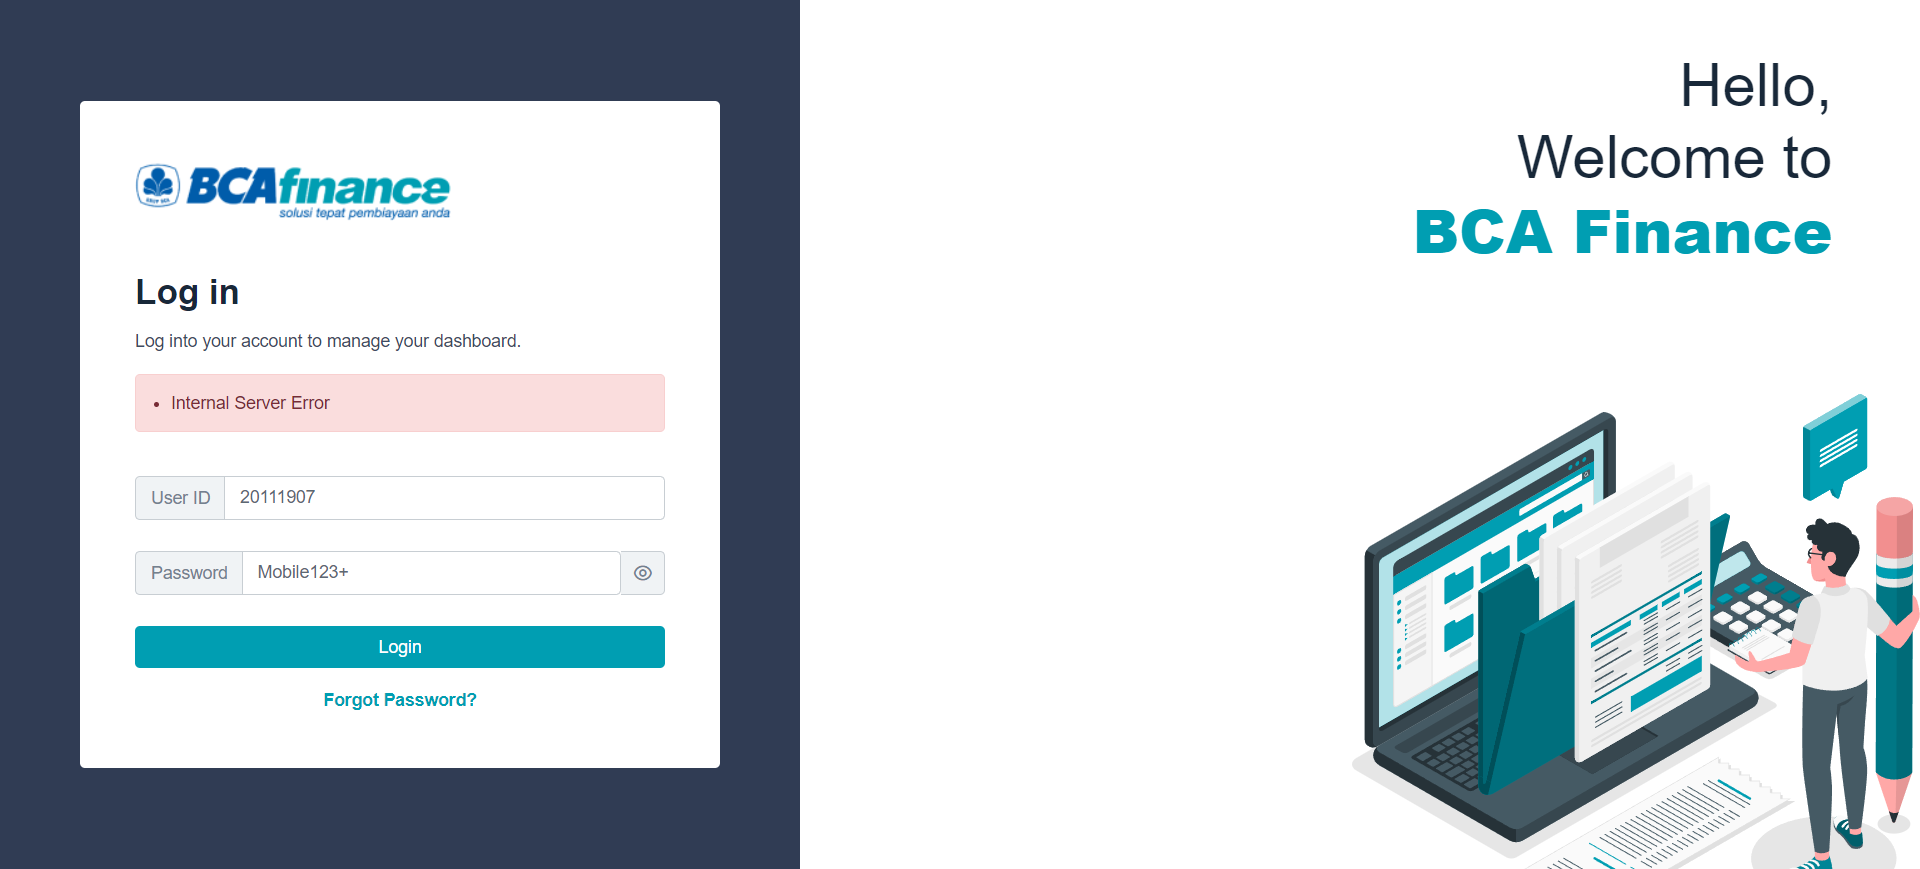 BCAfinance
solusi tepat pembiayaan anda
Log in
Log into your account to manage your dashboard.
Internal Server Error
User ID 20111907
Password Mobile123+
Login
Forgot Password?
Hello,
Welcome to
BCA Finance